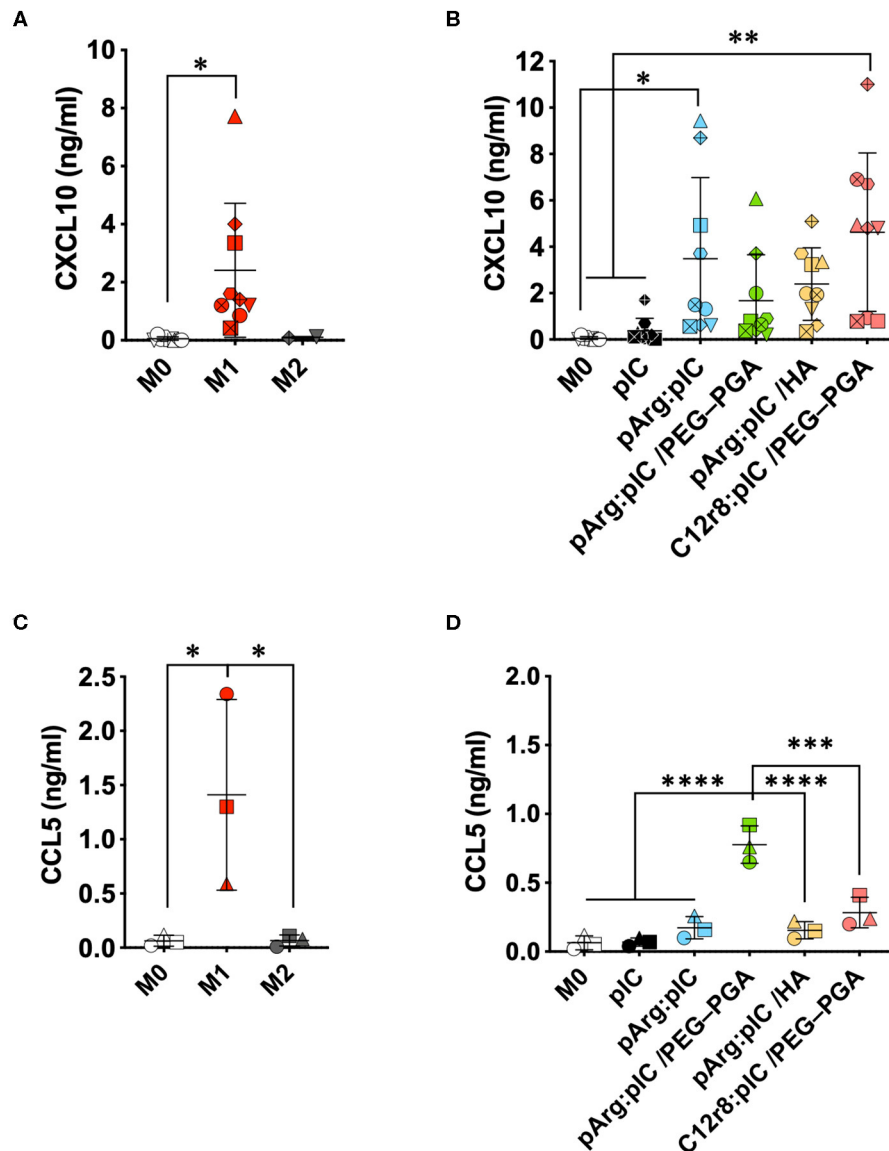 A
CXCL10 (ng/ml)
10
8
6
4
2
0
*
M0
M1
M2
B
CXCL10 (ng/ml)
12
10
8
6
4
2
0
**
*
M0
pIC
pArg:pIC
pArg:pIC /PEG–PGA
pArg:pIC /HA
C12r8:pIC /PEG–PGA
C
CCL5 (ng/ml)
2.5
2.0
1.5
1.0
0.5
0.0
*
*
M0
M1
M2
D
CCL5 (ng/ml)
2.0
1.5
1.0
0.5
0.0
***
****
****
M0
pIC
pArg:pIC
pArg:pIC /PEG–PGA
pArg:pIC /HA
C12r8:pIC /PEG–PGA